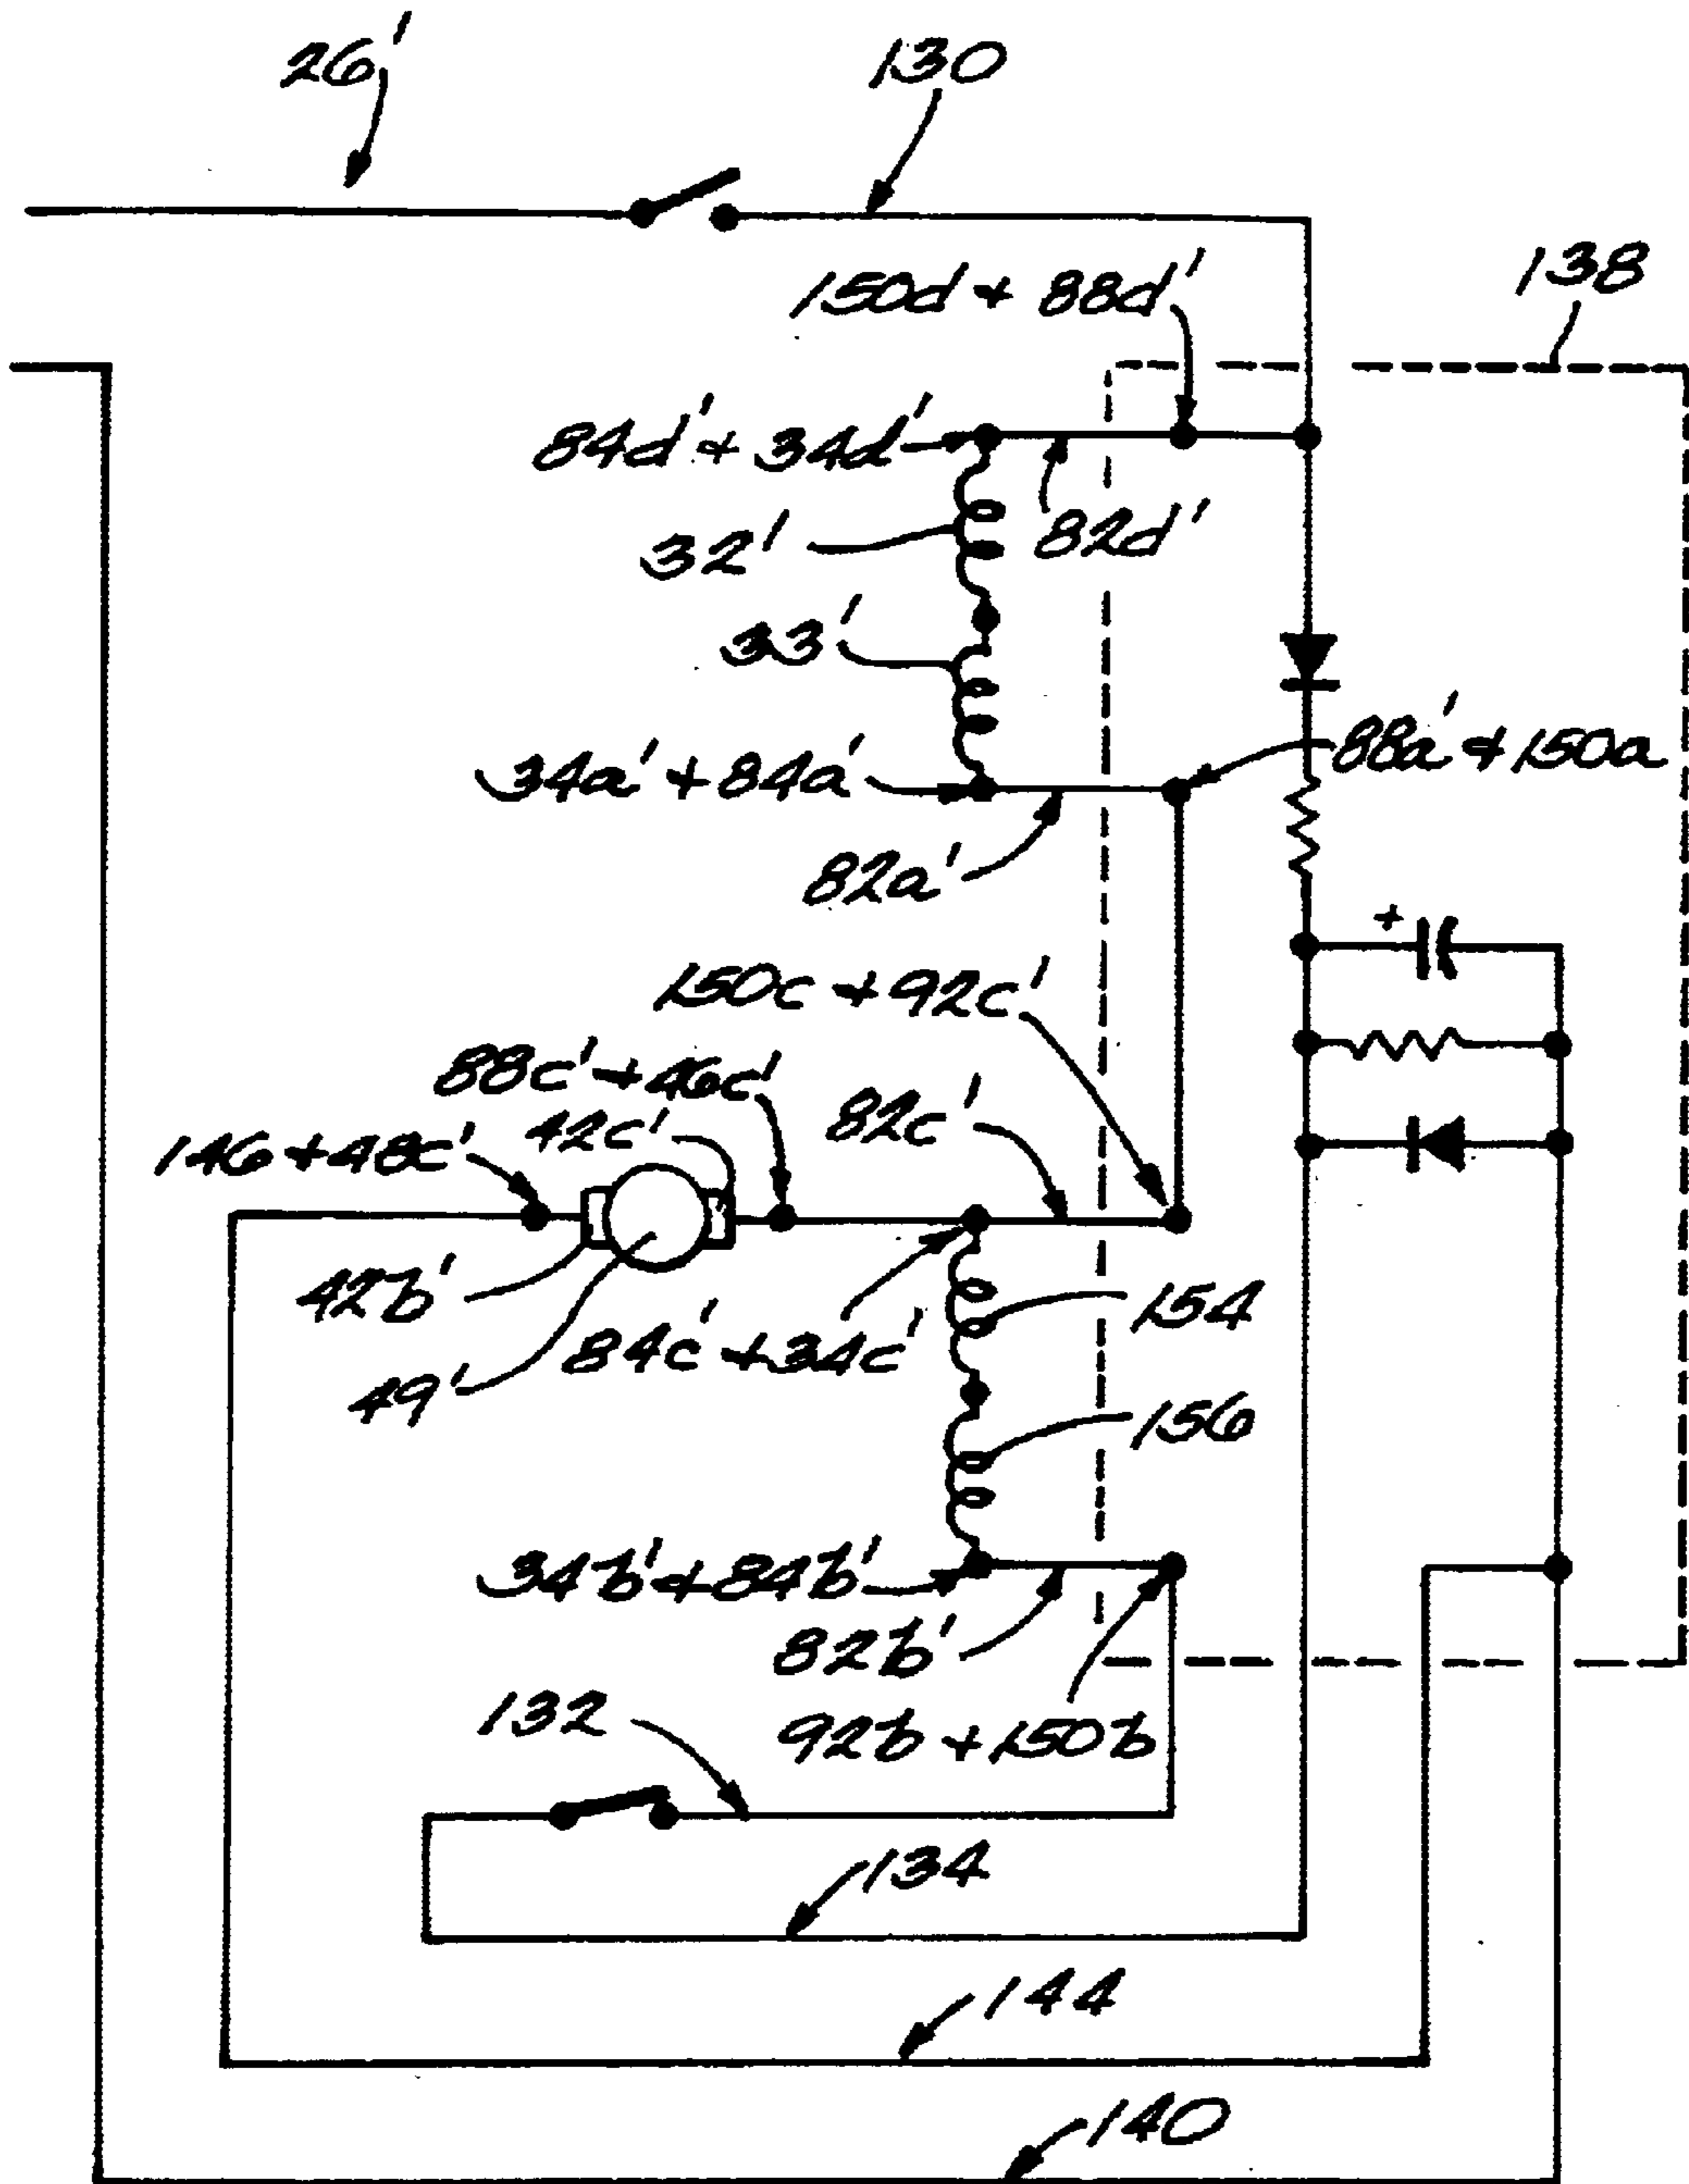 26'
130
150d + 88d'
138
84d' + 34d'
82d'
32'
33'
88a' + 150a
34a' + 84a'
82a'
+
150c + 92c'
88c' + 46c'
42c'
82c'
146 + 48c'
42b'
84c' + 34c'
154
49'
156
34b' + 84b'
82b'
132
92b + 150b
134
144
140